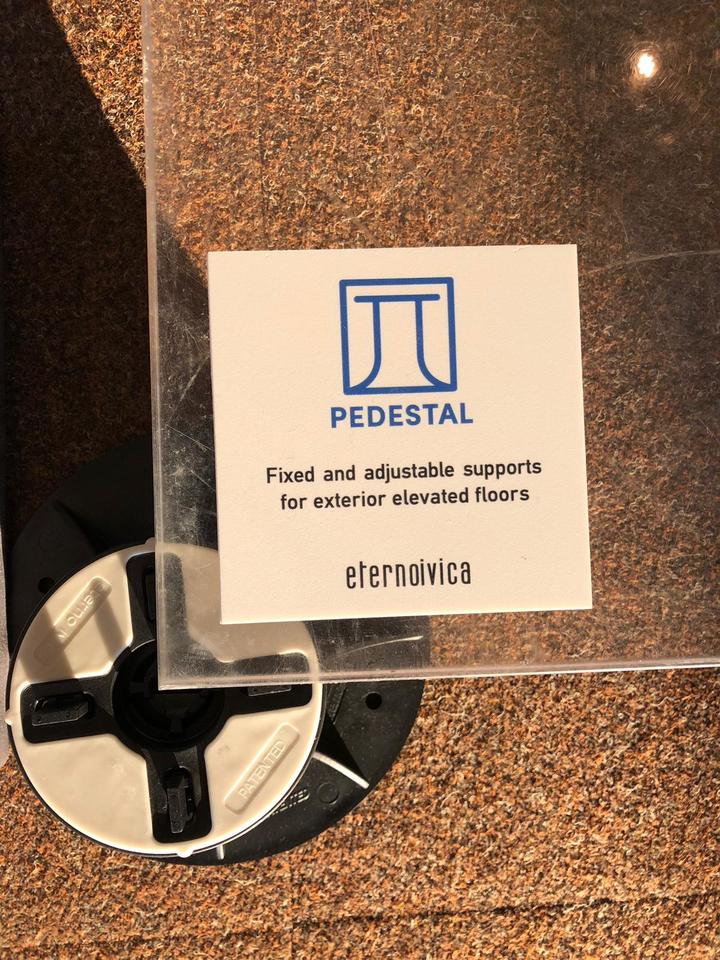 PEDESTAL
Fixed and adjustable supports
for exterior elevated floors
eternoivica
PATENTED